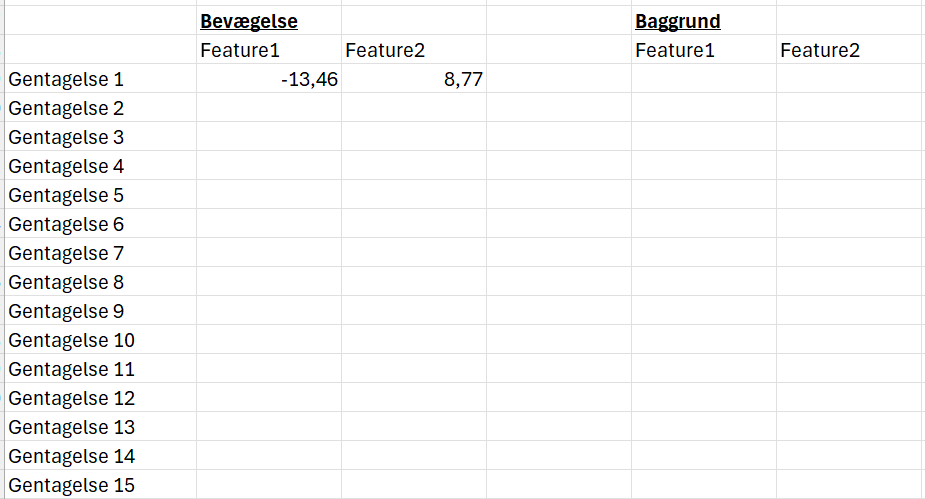 Bevægelse Baggrund
Feature1 Feature2 Feature1 Feature2
Gentagelse 1 -13,46 8,77
Gentagelse 2
Gentagelse 3
Gentagelse 4
Gentagelse 5
Gentagelse 6
Gentagelse 7
Gentagelse 8
Gentagelse 9
Gentagelse 10
Gentagelse 11
Gentagelse 12
Gentagelse 13
Gentagelse 14
Gentagelse 15